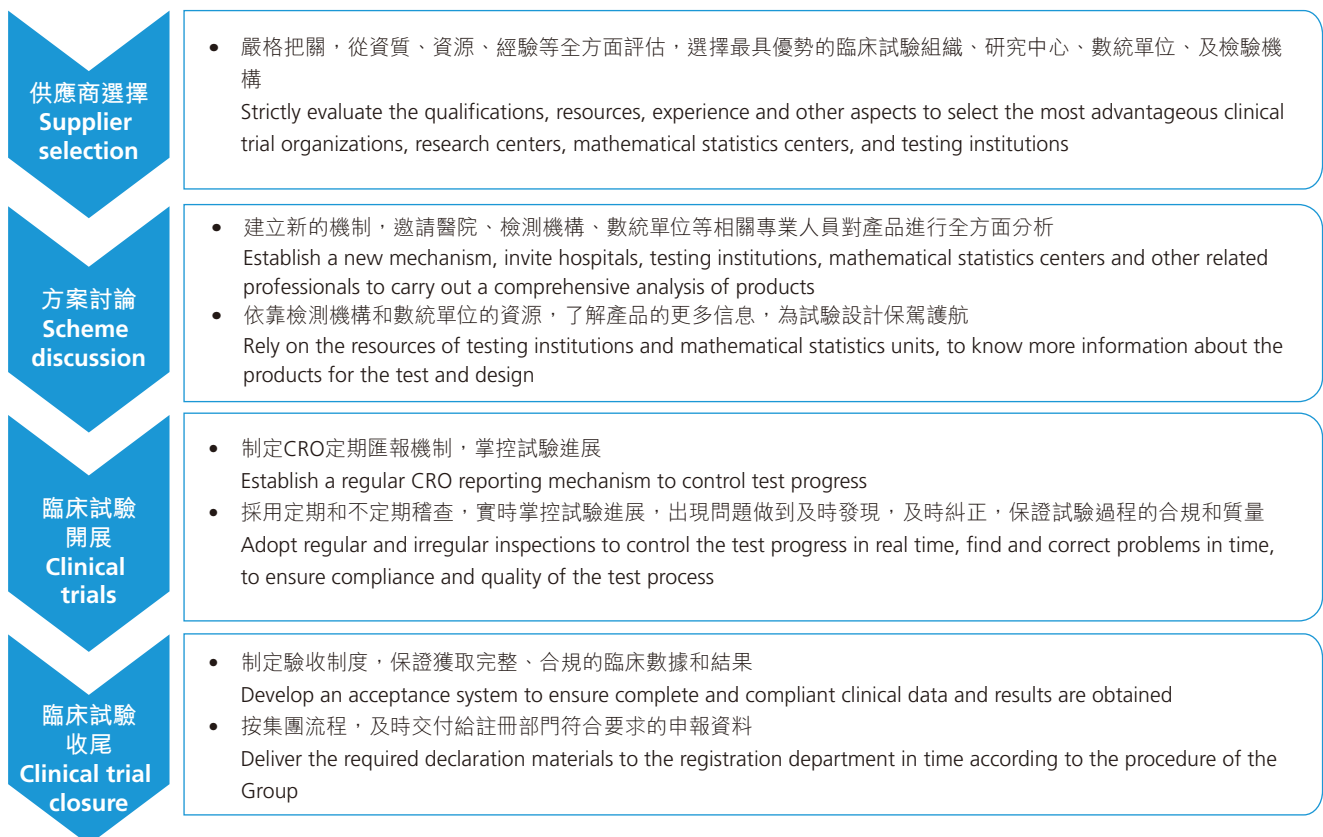 供應商選擇
Supplier
selection
• 嚴格把關，從資質、資源、經驗等全方面評估，選擇最具優勢的臨床試驗組織、研究中心、數統單位、及檢驗機
構
Strictly evaluate the qualifications, resources, experience and other aspects to select the most advantageous clinical
trial organizations, research centers, mathematical statistics centers, and testing institutions
方案討論
Scheme
discussion
• 建立新的機制，邀請醫院、檢測機構、數統單位等相關專業人員對產品進行全方面分析
Establish a new mechanism, invite hospitals, testing institutions, mathematical statistics centers and other related
professionals to carry out a comprehensive analysis of products
• 依靠檢測機構和數統單位的資源，了解產品的更多信息，為試驗設計保駕護航
Rely on the resources of testing institutions and mathematical statistics units, to know more information about the
products for the test and design
臨床試驗
開展
Clinical
trials
• 制定CRO定期匯報機制，掌控試驗進展
Establish a regular CRO reporting mechanism to control test progress
• 採用定期和不定期稽查，實時掌控試驗進展，出現問題做到及時發現，及時糾正，保證試驗過程的合規和質量
Adopt regular and irregular inspections to control the test progress in real time, find and correct problems in time,
to ensure compliance and quality of the test process
臨床試驗
收尾
Clinical trial
closure
• 制定驗收制度，保證獲取完整、合規的臨床數據和結果
Develop an acceptance system to ensure complete and compliant clinical data and results are obtained
• 按集團流程，及時交付給註冊部門符合要求的申報資料
Deliver the required declaration materials to the registration department in time according to the procedure of the
Group